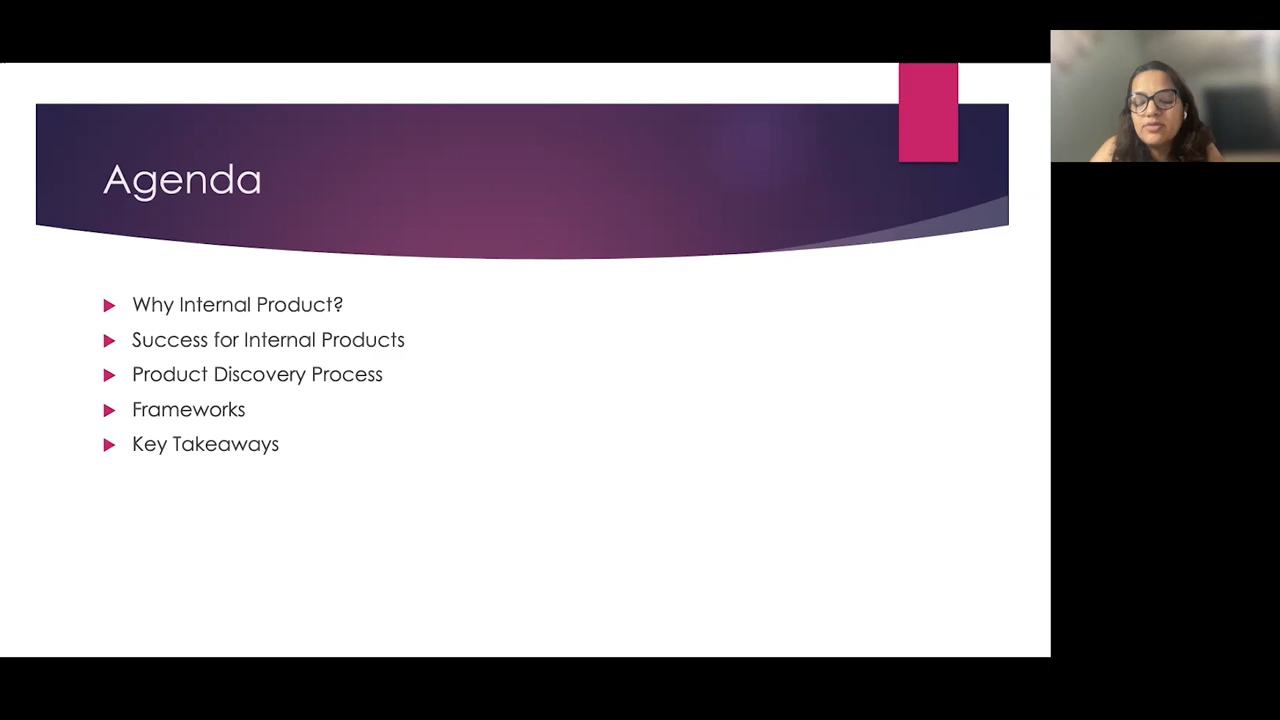 Agenda
Why Internal Product?
Success for Internal Products
Product Discovery Process
Frameworks
Key Takeaways